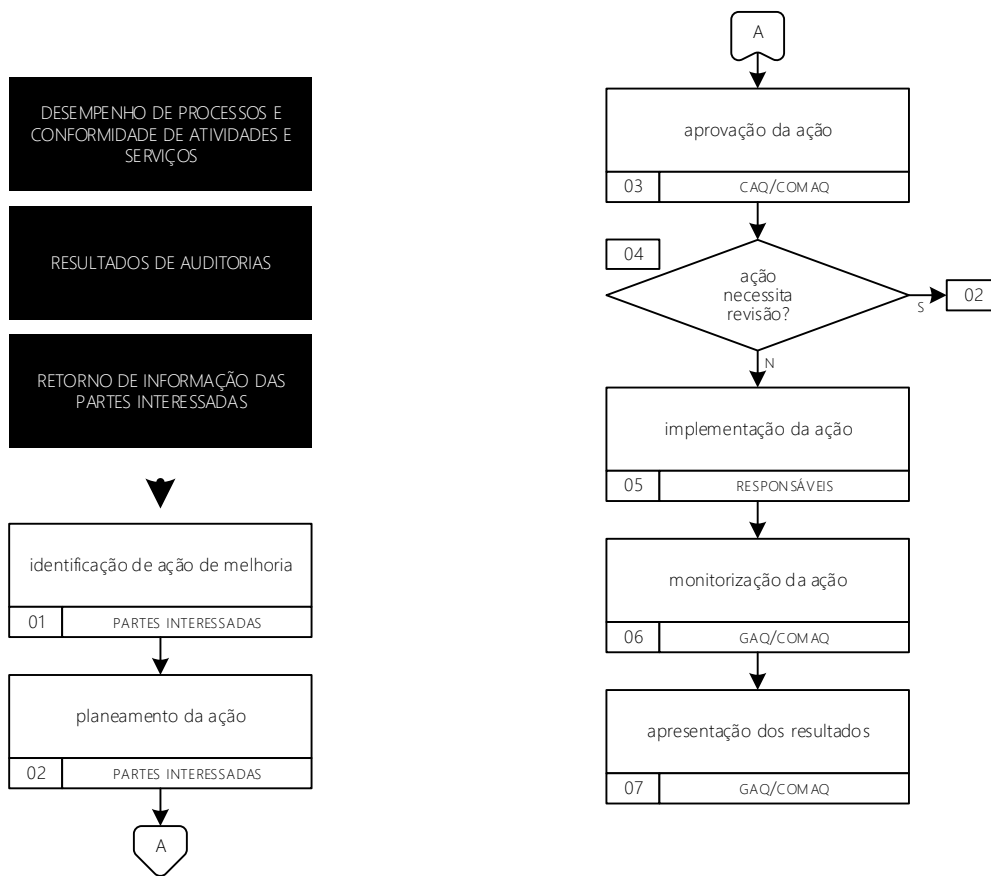 DESEMPENHO DE PROCESSOS E
CONFORMIDADE DE ATIVIDADES E
SERVIÇOS
RESULTADOS DE AUDITORIAS
RETORNO DE INFORMAÇÃO DAS
PARTES INTERESSADAS
identificação de ação de melhoria
01 PARTES INTERESSADAS
planeamento da ação
02 PARTES INTERESSADAS
A
A
aprovação da ação
03 CAQ/COMAQ
04
ação
necessita
revisão?
S
02
N
implementação da ação
05 RESPONSÁVEIS
monitorização da ação
06 GAQ/COMAQ
apresentação dos resultados
07 GAQ/COMAQ